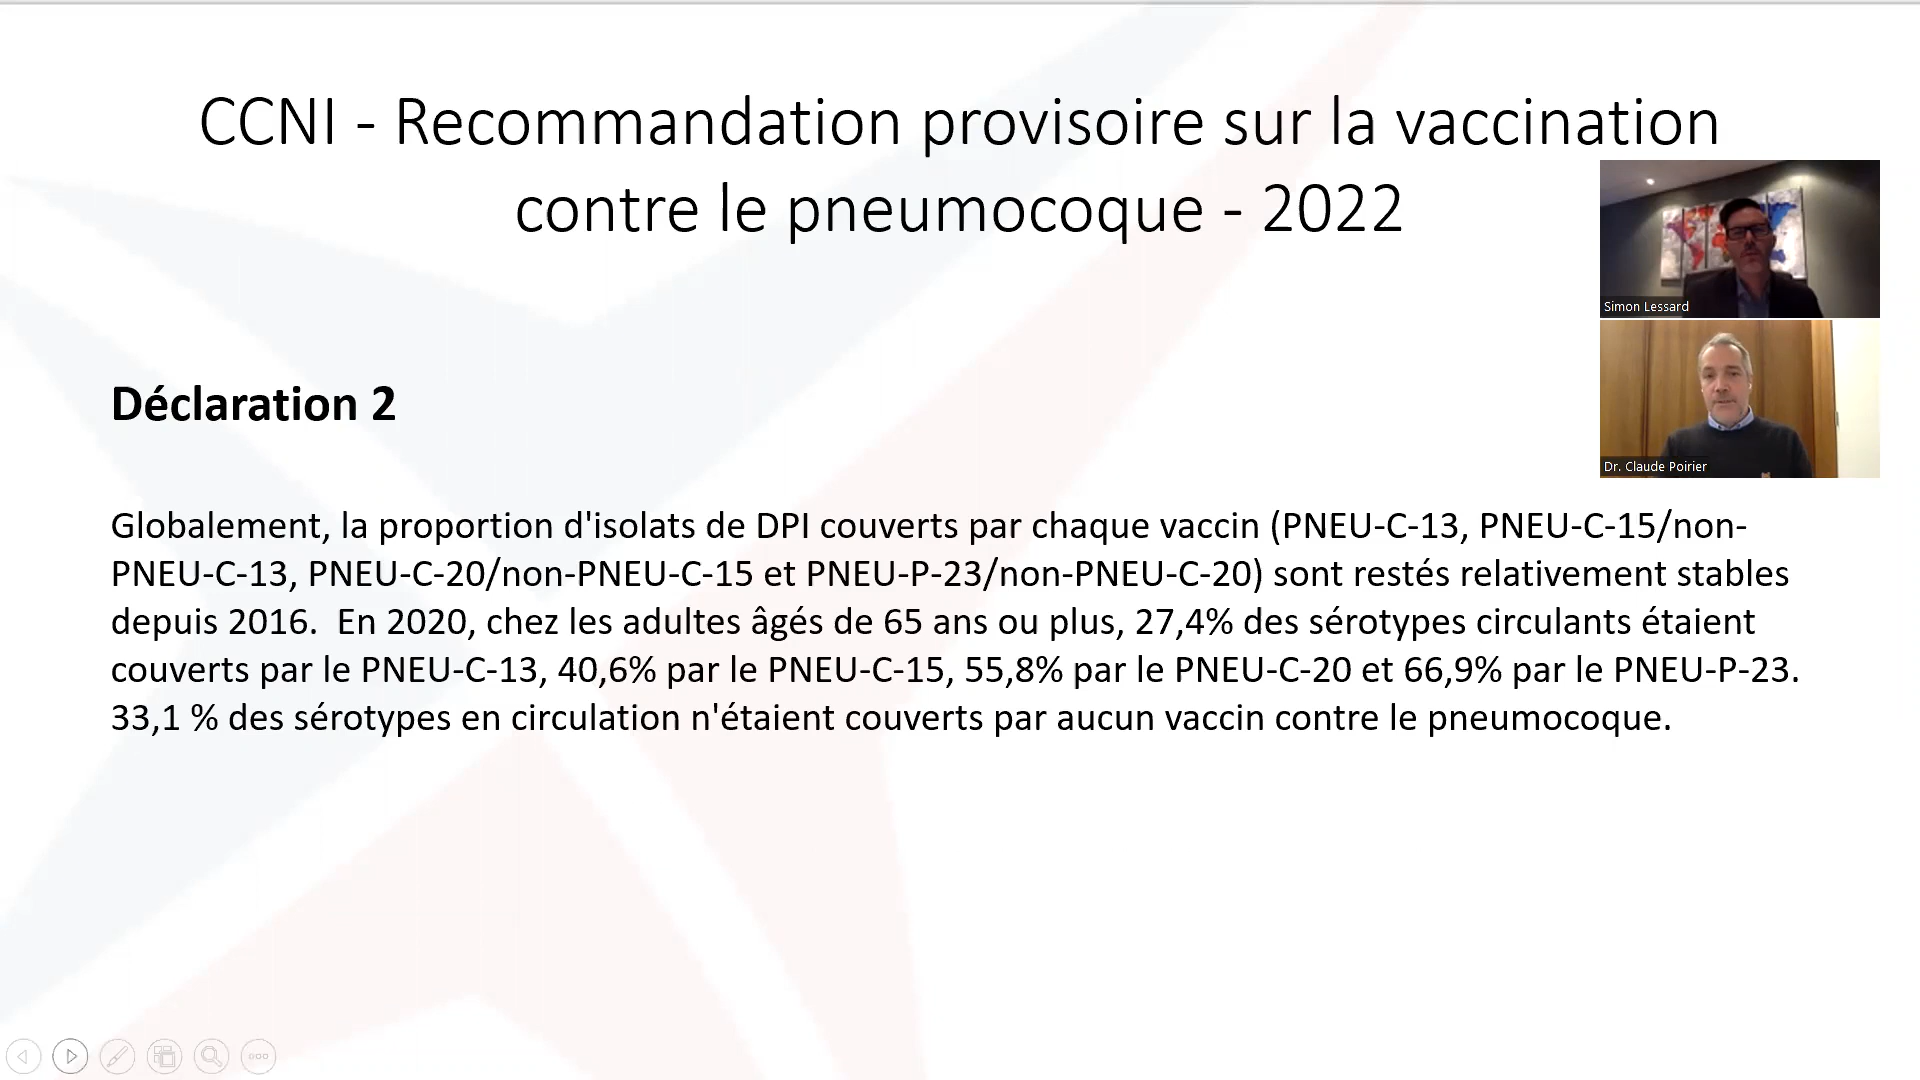 CCNI - Recommandation provisoire sur la vaccination
contre le pneumocoque - 2022
Simon Lessard
Dr. Claude Poirier
Déclaration 2
Globalement, la proportion d'isolats de DPI couverts par chaque vaccin (PNEU-C-13, PNEU-C-15/non-
PNEU-C-13, PNEU-C-20/non-PNEU-C-15 et PNEU-P-23/non-PNEU-C-20) sont restés relativement stables
depuis 2016.  En 2020, chez les adultes âgés de 65 ans ou plus, 27,4% des sérotypes circulants étaient
couverts par le PNEU-C-13, 40,6% par le PNEU-C-15, 55,8% par le PNEU-C-20 et 66,9% par le PNEU-P-23.
33,1 % des sérotypes en circulation n'étaient couverts par aucun vaccin contre le pneumocoque.